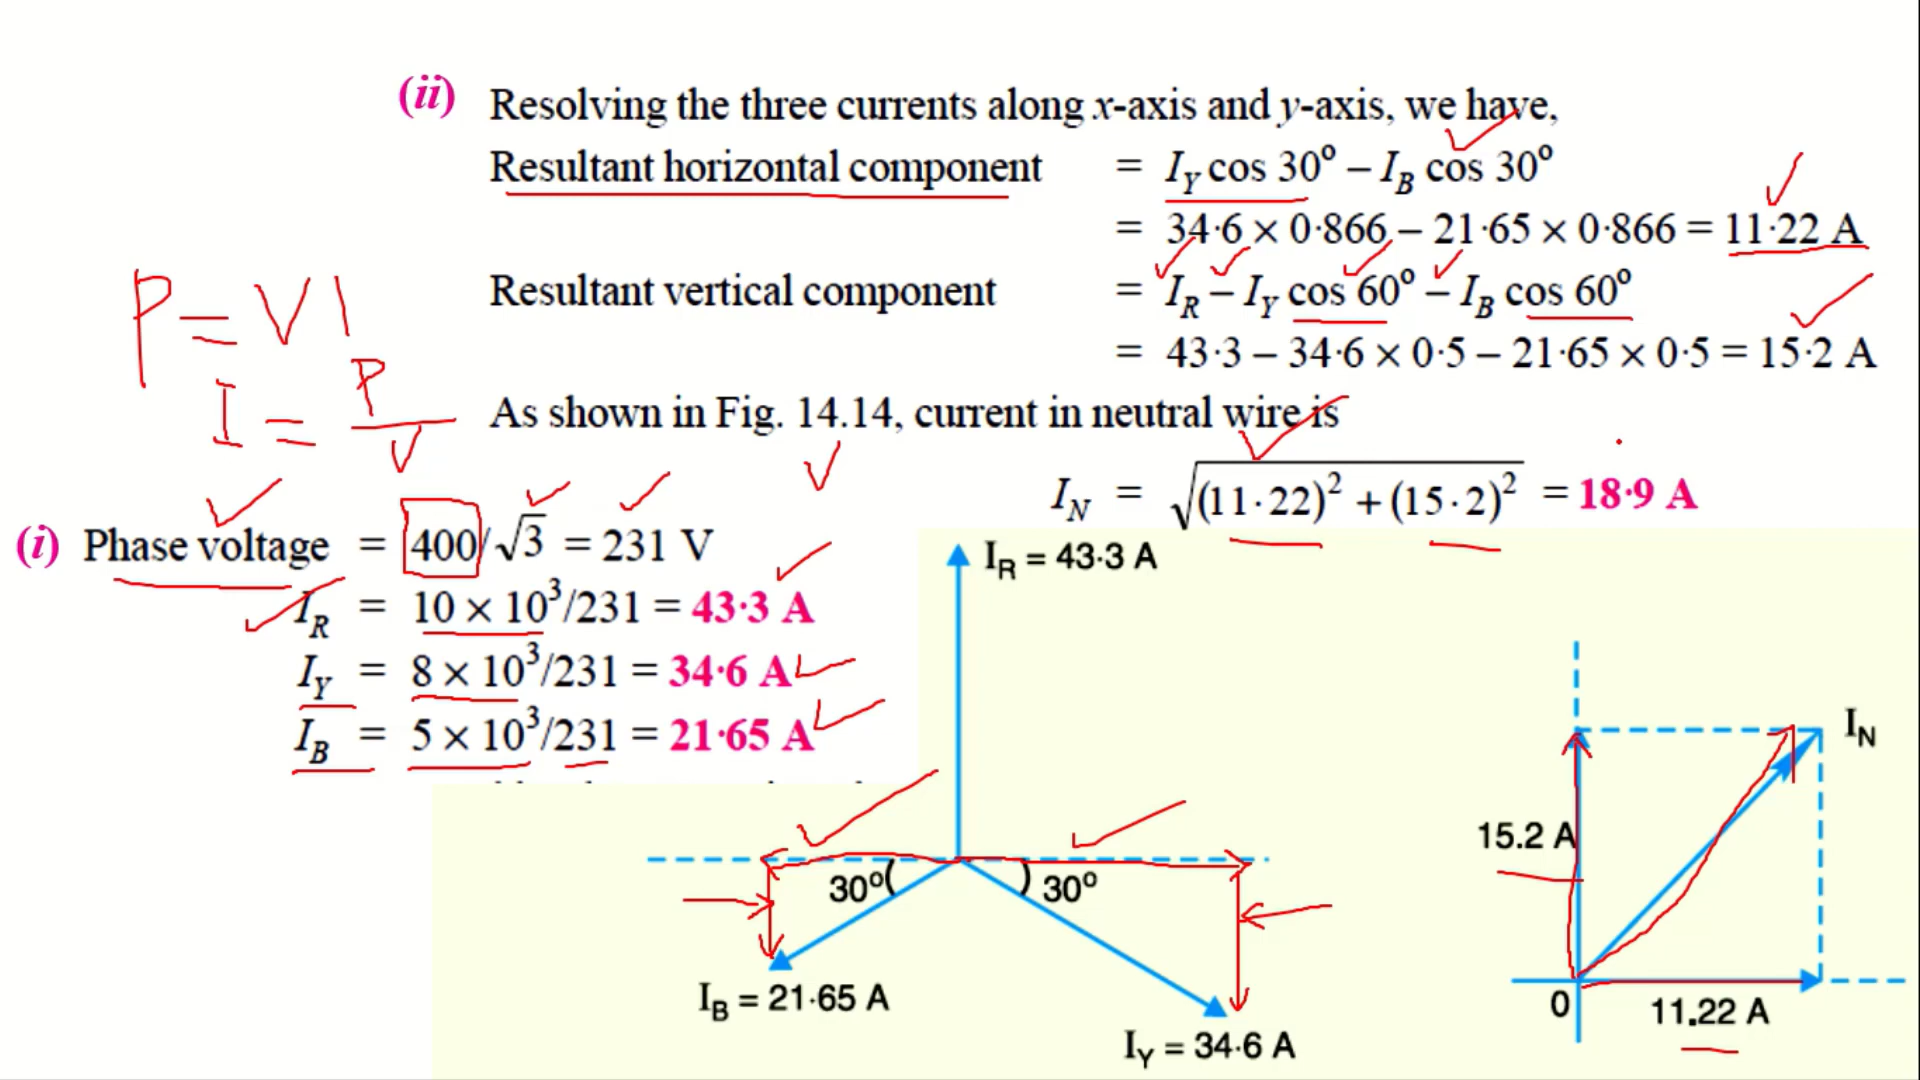 (ii) Resolving the three currents along x-axis and y-axis, we have,
Resultant horizontal component = I_Y cos 30° – I_B cos 30°
= 34·6 × 0·866 – 21·65 × 0·866 = 11·22 A
Resultant vertical component = I_R – I_Y cos 60° – I_B cos 60°
= 43·3 – 34·6 × 0·5 – 21·65 × 0·5 = 15·2 A
As shown in Fig. 14.14, current in neutral wire is
I_N = √(11·22)² + (15·2)² = 18·9 A
P = VI
I = P/V
(i) Phase voltage = 400/√3 = 231 V
I_R = 10 × 10³/231 = 43·3 A
I_Y = 8 × 10³/231 = 34·6 A
I_B = 5 × 10³/231 = 21·65 A
I_R = 43·3 A
30° 30°
I_B = 21·65 A
I_Y = 34·6 A
I_N
15.2 A
0
11.22 A